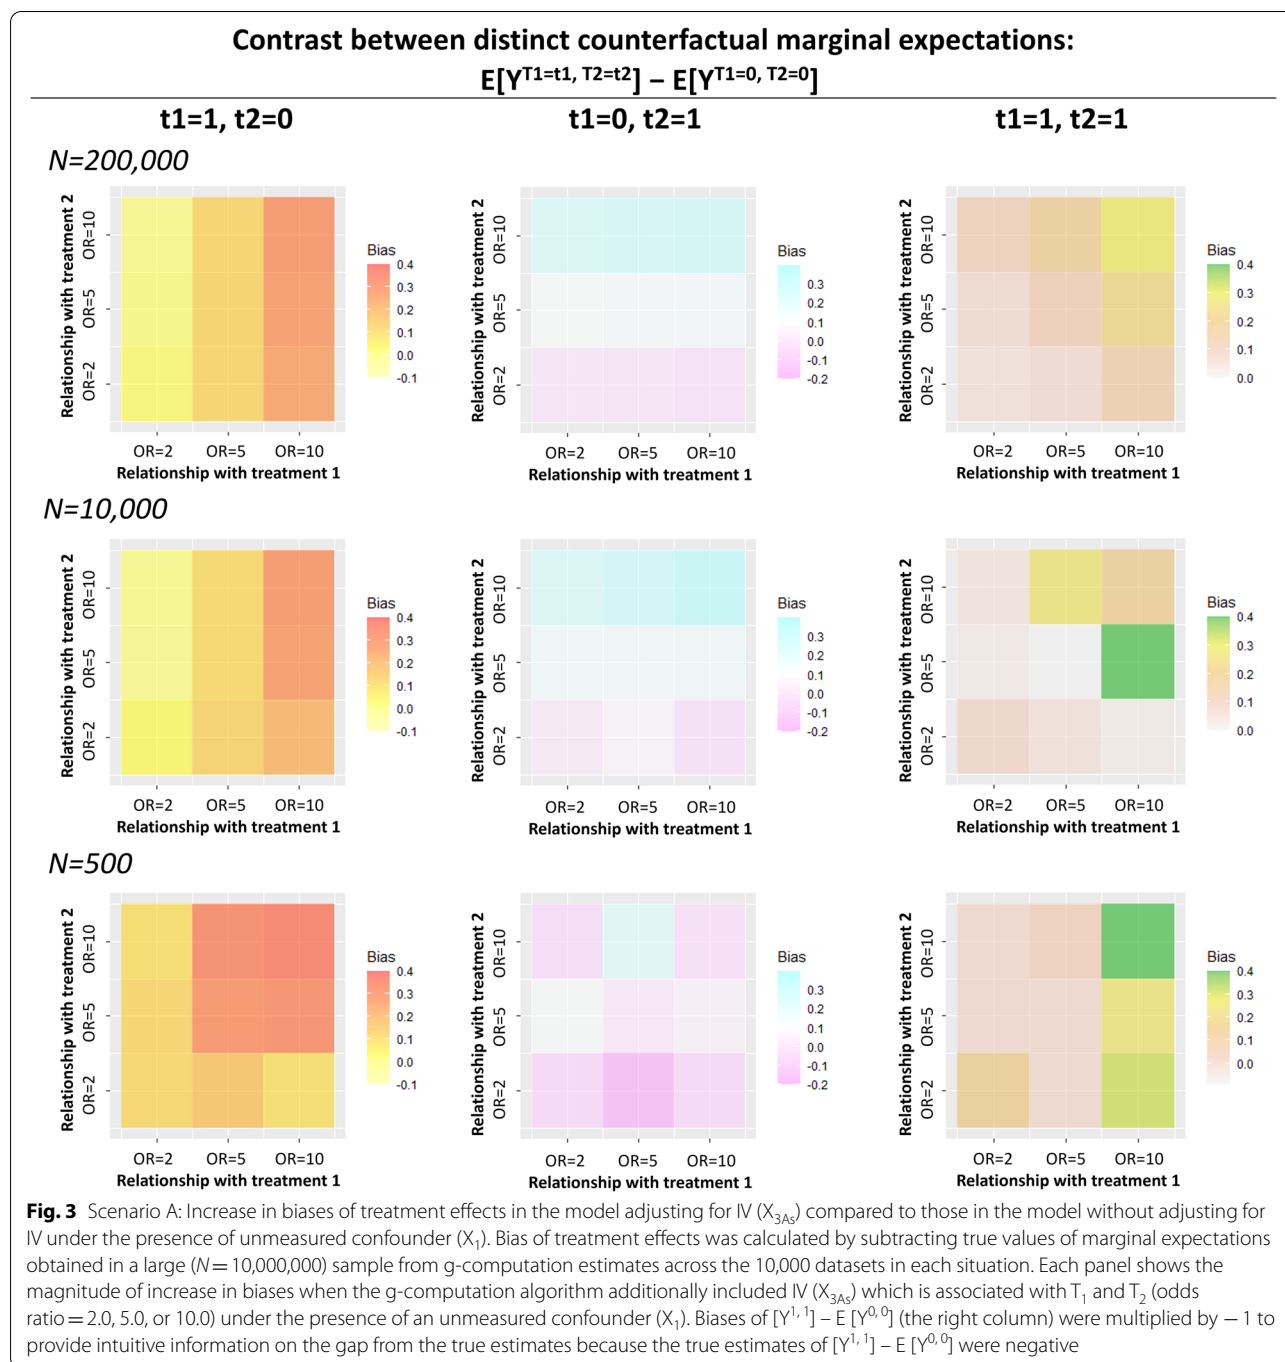 Contrast between distinct counterfactual marginal expectations:
E[Y^T1=t1, T2=t2] – E[Y^T1=0, T2=0]
t1=1, t2=0
t1=0, t2=1
t1=1, t2=1
N=200,000
Relationship with treatment 2
OR=10
OR=5
OR=2
OR=2 OR=5 OR=10
Relationship with treatment 1
Bias
0.4
0.3
0.2
0.1
0.0
-0.1
Relationship with treatment 2
OR=10
OR=5
OR=2
OR=2 OR=5 OR=10
Relationship with treatment 1
Bias
0.3
0.2
0.1
0.0
-0.1
-0.2
Relationship with treatment 2
OR=10
OR=5
OR=2
OR=2 OR=5 OR=10
Relationship with treatment 1
Bias
0.4
0.3
0.2
0.1
0.0
N=10,000
Relationship with treatment 2
OR=10
OR=5
OR=2
OR=2 OR=5 OR=10
Relationship with treatment 1
Bias
0.4
0.3
0.2
0.1
0.0
-0.1
Relationship with treatment 2
OR=10
OR=5
OR=2
OR=2 OR=5 OR=10
Relationship with treatment 1
Bias
0.3
0.2
0.1
0.0
-0.1
-0.2
Relationship with treatment 2
OR=10
OR=5
OR=2
OR=2 OR=5 OR=10
Relationship with treatment 1
Bias
0.4
0.3
0.2
0.1
0.0
N=500
Relationship with treatment 2
OR=10
OR=5
OR=2
OR=2 OR=5 OR=10
Relationship with treatment 1
Bias
0.4
0.3
0.2
0.1
0.0
-0.1
Relationship with treatment 2
OR=10
OR=5
OR=2
OR=2 OR=5 OR=10
Relationship with treatment 1
Bias
0.3
0.2
0.1
0.0
-0.1
-0.2
Relationship with treatment 2
OR=10
OR=5
OR=2
OR=2 OR=5 OR=10
Relationship with treatment 1
Bias
0.4
0.3
0.2
0.1
0.0
Fig. 3 Scenario A: Increase in biases of treatment effects in the model adjusting for IV (X3As) compared to those in the model without adjusting for
IV under the presence of unmeasured confounder (X1). Bias of treatment effects was calculated by subtracting true values of marginal expectations
obtained in a large (N = 10,000,000) sample from g-computation estimates across the 10,000 datasets in each situation. Each panel shows the
magnitude of increase in biases when the g-computation algorithm additionally included IV (X3As) which is associated with T1 and T2 (odds
ratio = 2.0, 5.0, or 10.0) under the presence of an unmeasured confounder (X1). Biases of [Y^1, 1] – E [Y^0, 0] (the right column) were multiplied by − 1 to
provide intuitive information on the gap from the true estimates because the true estimates of [Y^1, 1] – E [Y^0, 0] were negative